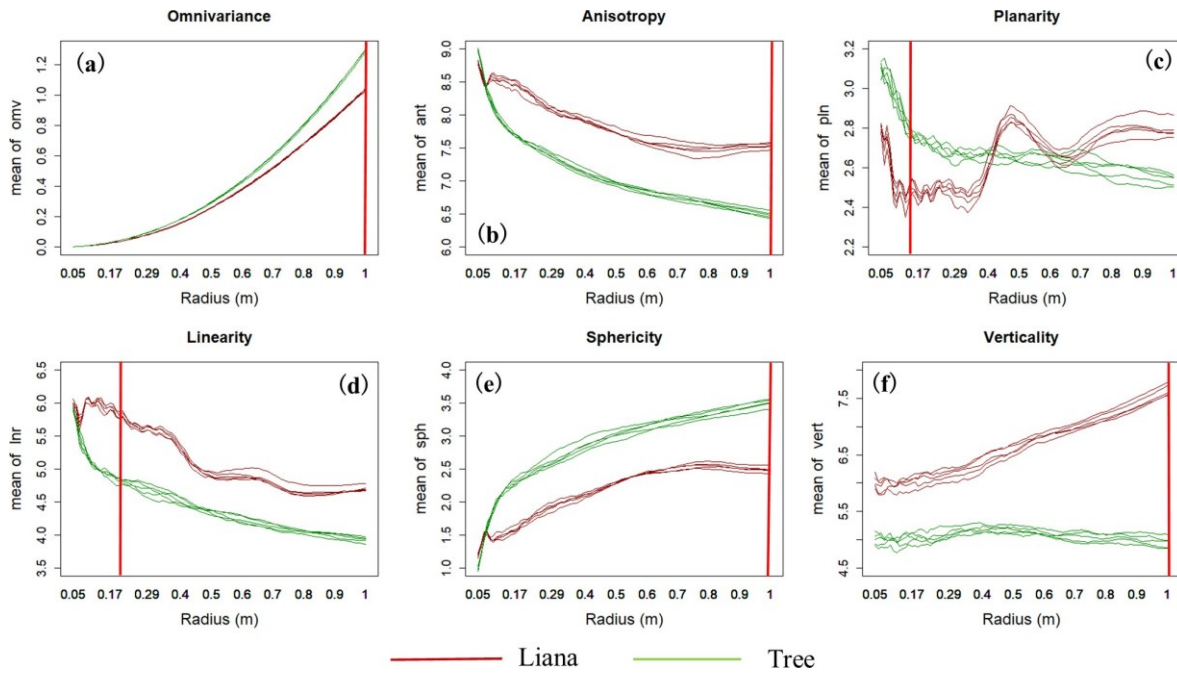 Omnivariance
(a)
mean of omv
0.0 0.2 0.4 0.6 0.8 1.0 1.2
0.05 0.17 0.29 0.4 0.5 0.6 0.7 0.8 0.9 1
Radius (m)
Anisotropy
(b)
mean of ant
6.0 6.5 7.0 7.5 8.0 8.5 9.0
0.05 0.17 0.29 0.4 0.5 0.6 0.7 0.8 0.9 1
Radius (m)
Planarity
(c)
mean of pln
2.2 2.4 2.6 2.8 3.0 3.2
0.05 0.17 0.29 0.4 0.5 0.6 0.7 0.8 0.9 1
Radius (m)
Linearity
(d)
mean of lnr
3.5 4.0 4.5 5.0 5.5 6.0 6.5
0.05 0.17 0.29 0.4 0.5 0.6 0.7 0.8 0.9 1
Radius (m)
Sphericity
(e)
mean of sph
1.0 1.5 2.0 2.5 3.0 3.5 4.0
0.05 0.17 0.29 0.4 0.5 0.6 0.7 0.8 0.9 1
Radius (m)
Verticality
(f)
mean of vert
4.5 5.5 6.5 7.5
0.05 0.17 0.29 0.4 0.5 0.6 0.7 0.8 0.9 1
Radius (m)
Liana Tree